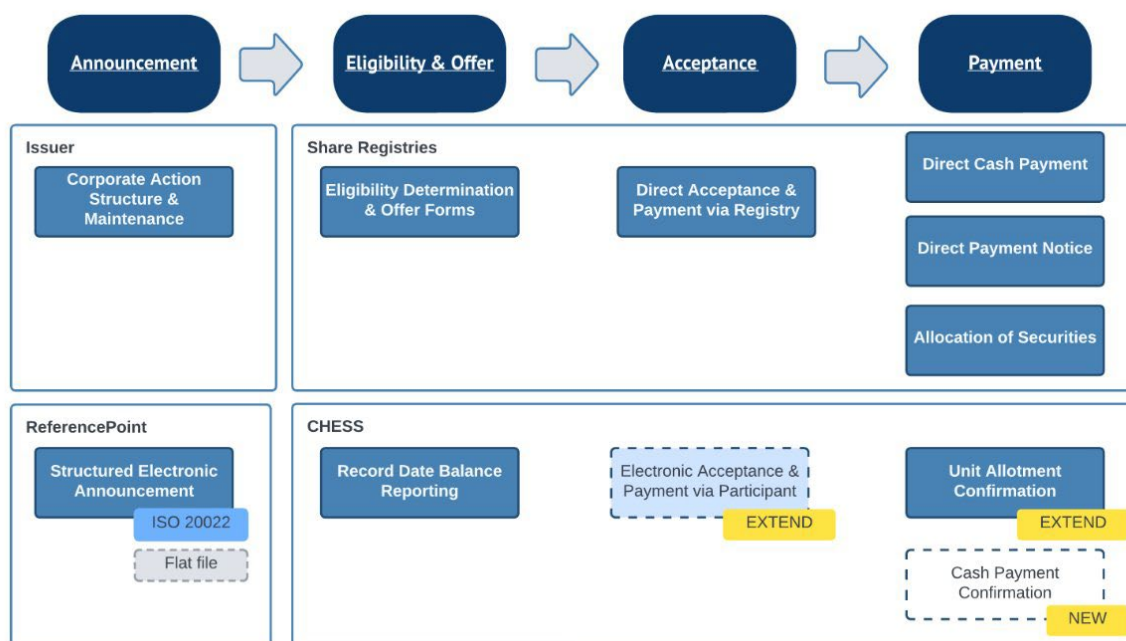 Announcement
Eligibility & Offer
Acceptance
Payment
Issuer
Corporate Action
Structure &
Maintenance
Share Registries
Eligibility Determination
& Offer Forms
Direct Acceptance &
Payment via Registry
Direct Cash Payment
Direct Payment Notice
Allocation of Securities
ReferencePoint
Structured Electronic
Announcement
ISO 20022
Flat file
CHESS
Record Date Balance
Reporting
Electronic Acceptance &
Payment via Participant
EXTEND
Unit Allotment
Confirmation
EXTEND
Cash Payment
Confirmation
NEW